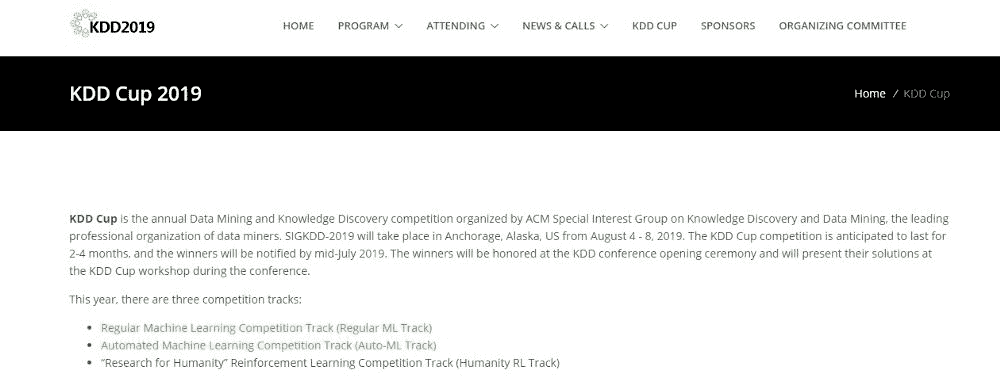 KDD2019
HOME PROGRAM ATTENDING NEWS & CALLS KDD CUP SPONSORS ORGANIZING COMMITTEE
KDD Cup 2019
Home / KDD Cup
KDD Cup is the annual Data Mining and Knowledge Discovery competition organized by ACM Special Interest Group on Knowledge Discovery and Data Mining, the leading
professional organization of data miners. SIGKDD-2019 will take place in Anchorage, Alaska, US from August 4 - 8, 2019. The KDD Cup competition is anticipated to last for
2-4 months, and the winners will be notified by mid-July 2019. The winners will be honored at the KDD conference opening ceremony and will present their solutions at
the KDD Cup workshop during the conference.
This year, there are three competition tracks:
• Regular Machine Learning Competition Track (Regular ML Track)
• Automated Machine Learning Competition Track (Auto-ML Track)
• “Research for Humanity” Reinforcement Learning Competition Track (Humanity RL Track)